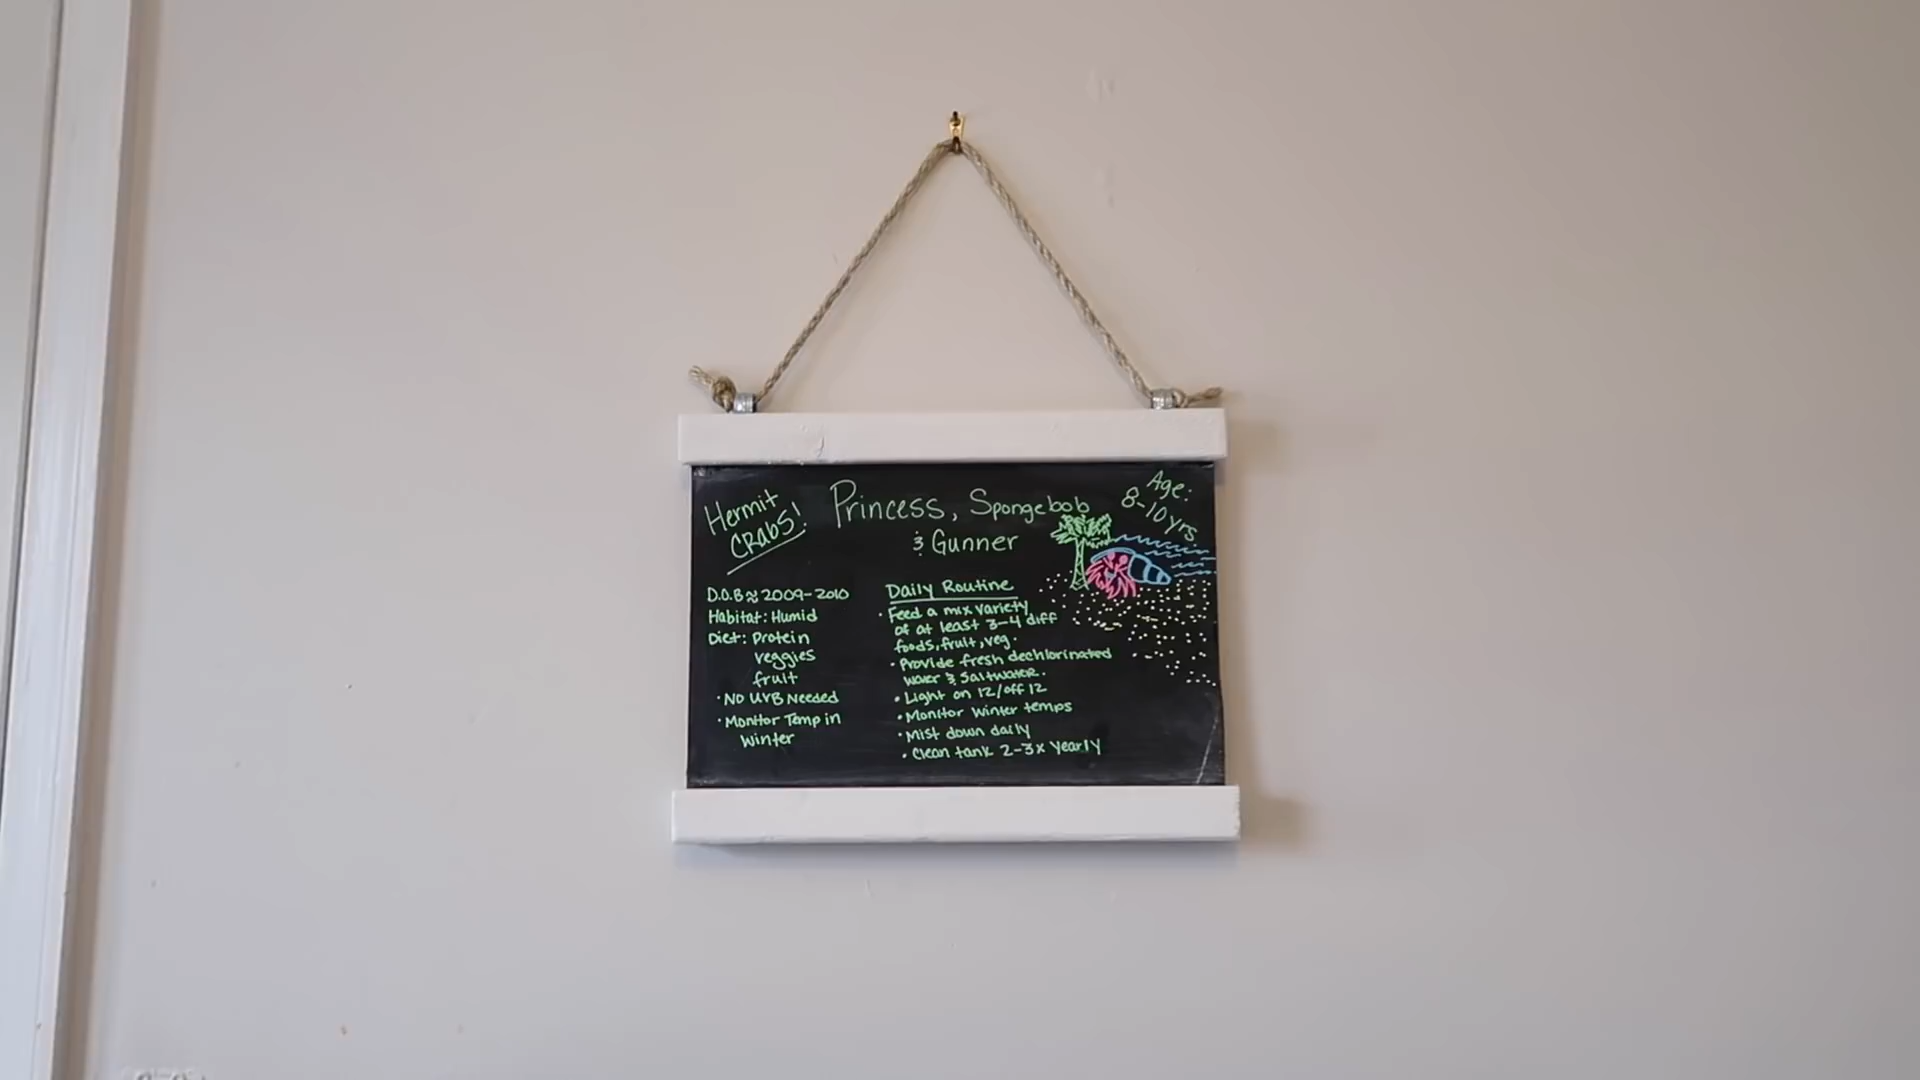 Hermit
CRABS!
Princess, Spongebob
& Gunner
Age:
8-10 yrs
D.O.B ≈ 2009-2010
Habitat: Humid
Diet: Protein
veggies
fruit
· NO UVB Needed
· Monitor Temp in
Winter
Daily Routine
· Feed a mix variety
of at least 3-4 diff
foods, fruit, veg.
· Provide fresh dechlorinated
water & Saltwater.
· Light on 12/off 12
· Monitor winter temps
· Mist down daily
· Clean tank 2-3x yearly